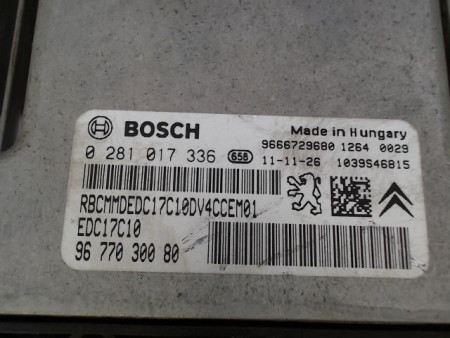 BOSCH
Made in Hungary
9666729680 1264 0029
0 281 017 336 658 11-11-26 1039S46815
RBCMMDEDC17C10DV4CCEM01
EDC17C10
96 770 300 80